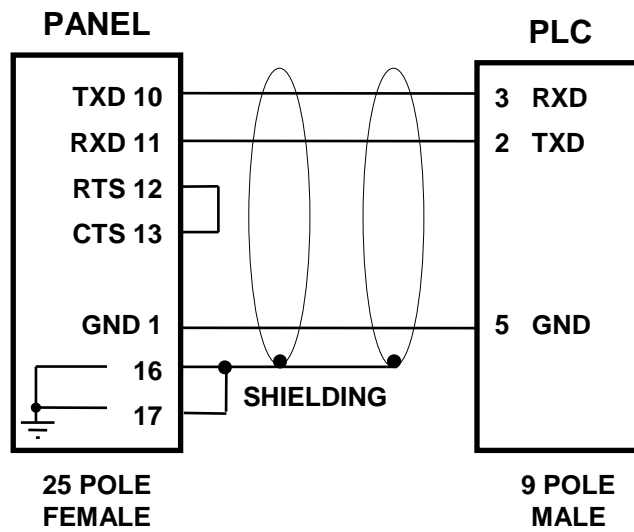 PANEL
PLC
TXD 10
3 RXD
RXD 11
2 TXD
RTS 12
CTS 13
GND 1
5 GND
16
SHIELDING
17
25 POLE
FEMALE
9 POLE
MALE